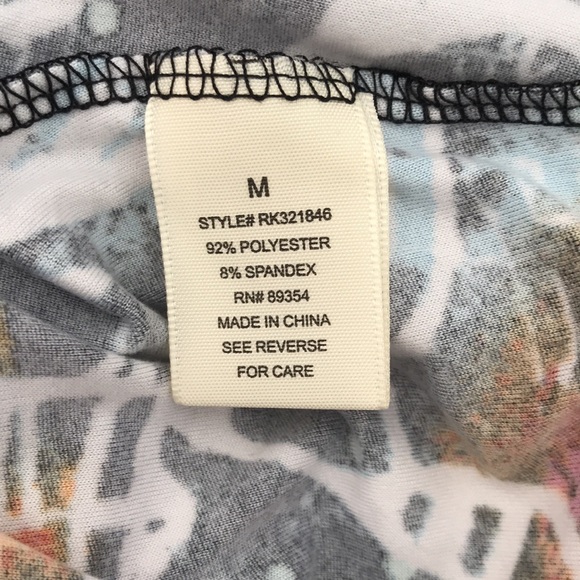 M
STYLE# RK321846
92% POLYESTER
8% SPANDEX
RN# 89354
MADE IN CHINA
SEE REVERSE
FOR CARE